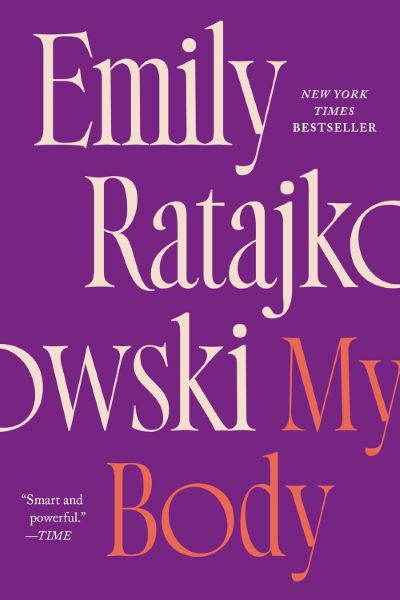 Emily
NEW YORK
TIMES
BESTSELLER
Ratajko
owski My
Body
“Smart and
powerful.”
—TIME